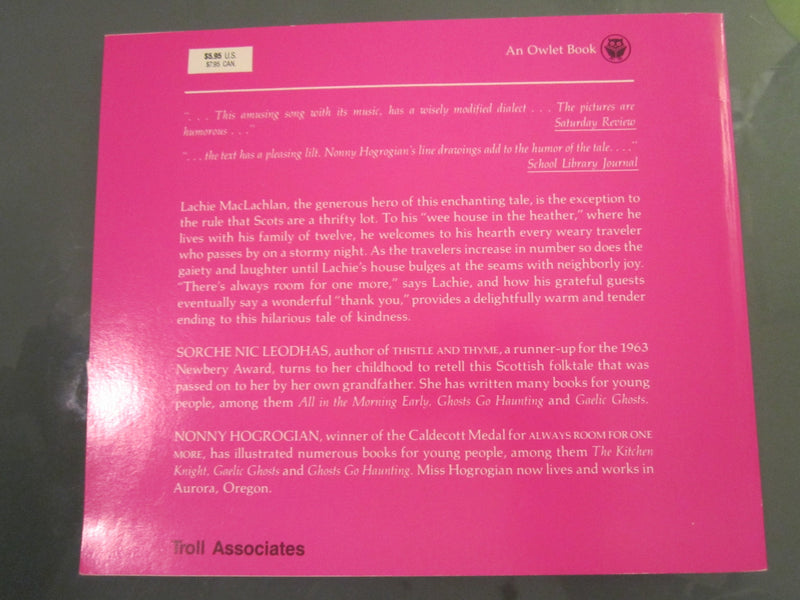 $5.95 U.S.
$7.95 CAN.
An Owlet Book
". . . This amusing song with its music, has a wisely modified dialect . . . The pictures are
humorous . . ."
Saturday Review
". . . the text has a pleasing lilt. Nonny Hogrogian's line drawings add to the humor of the tale. . . ."
School Library Journal
Lachie MacLachlan, the generous hero of this enchanting tale, is the exception to
the rule that Scots are a thrifty lot. To his "wee house in the heather," where he
lives with his family of twelve, he welcomes to his hearth every weary traveler
who passes by on a stormy night. As the travelers increase in number so does the
gaiety and laughter until Lachie's house bulges at the seams with neighborly joy.
"There's always room for one more," says Lachie, and how his grateful guests
eventually say a wonderful "thank you," provides a delightfully warm and tender
ending to this hilarious tale of kindness.
SORCHE NIC LEODHAS, author of THISTLE AND THYME, a runner-up for the 1963
Newbery Award, turns to her childhood to retell this Scottish folktale that was
passed on to her by her own grandfather. She has written many books for young
people, among them All in the Morning Early, Ghosts Go Haunting and Gaelic Ghosts.
NONNY HOGROGIAN, winner of the Caldecott Medal for ALWAYS ROOM FOR ONE
MORE, has illustrated numerous books for young people, among them The Kitchen
Knight, Gaelic Ghosts and Ghosts Go Haunting. Miss Hogrogian now lives and works in
Aurora, Oregon.
Troll Associates